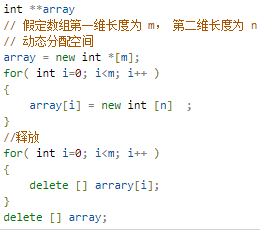 int **array
// 假定数组第一维长度为 m， 第二维长度为 n
// 动态分配空间
array = new int *[m];
for( int i=0; i<m; i++ )
{
    array[i] = new int [n]  ;
}
//释放
for( int i=0; i<m; i++ )
{
    delete [] arrary[i];
}
delete [] array;